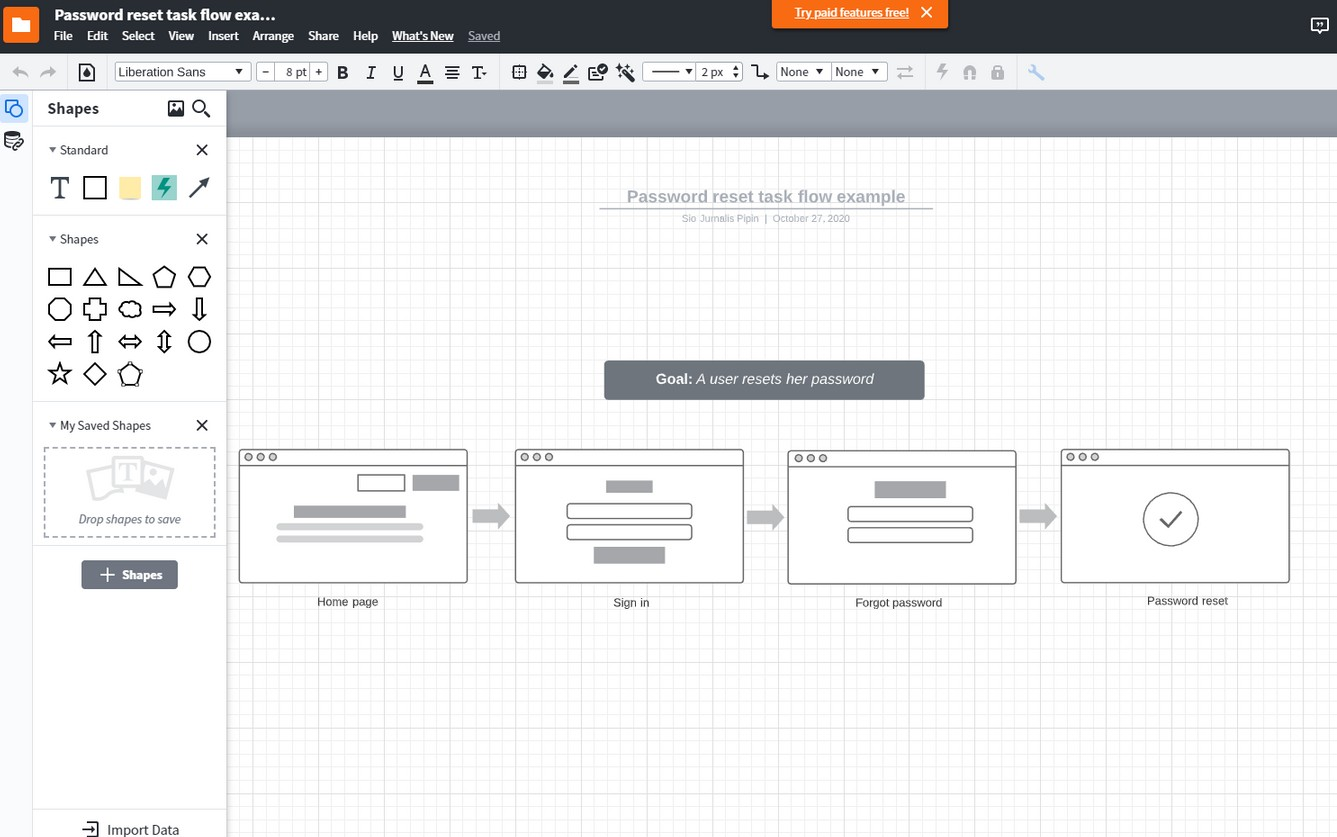 Password reset task flow exa...
Try paid features free!
File Edit Select View Insert Arrange Share Help What's New Saved
Liberation Sans − 8 pt + B I U A T 2 px None None
Shapes
Standard
T
Shapes
My Saved Shapes
T
Drop shapes to save
+ Shapes
Import Data
Password reset task flow example
Sio Jurnalis Pipin | October 27, 2020
Goal: A user resets her password
Home page
Sign in
Forgot password
Password reset